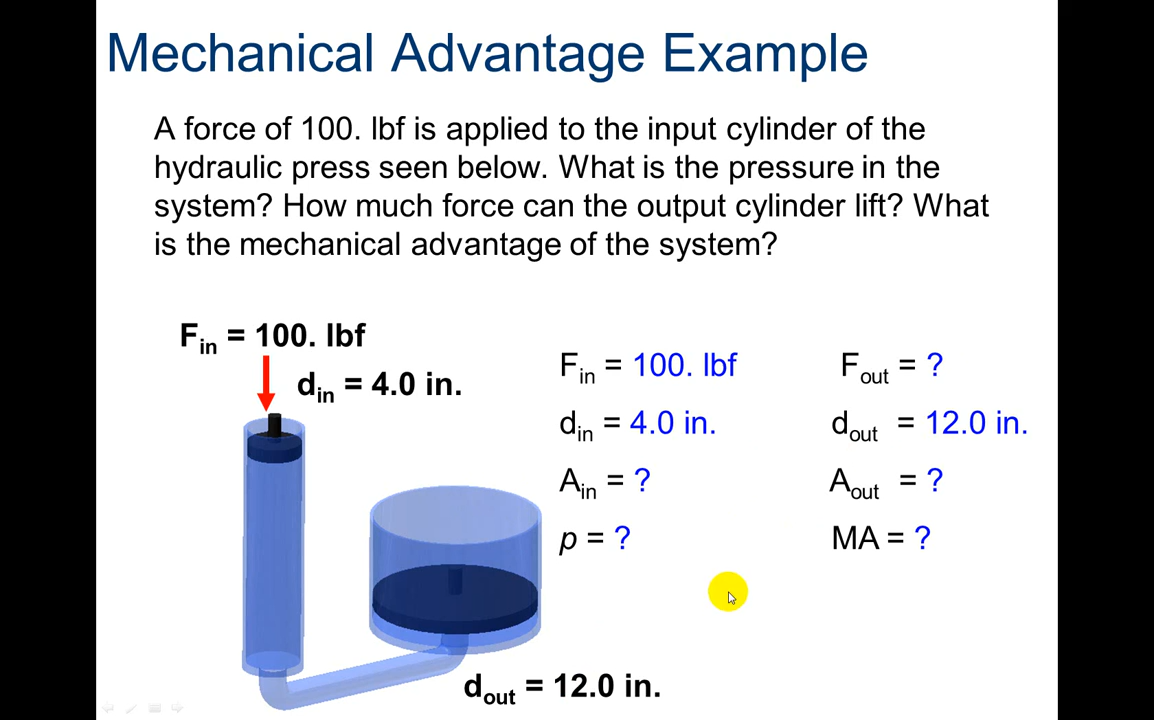 Mechanical Advantage Example
A force of 100. lbf is applied to the input cylinder of the
hydraulic press seen below. What is the pressure in the
system? How much force can the output cylinder lift? What
is the mechanical advantage of the system?
Fin = 100. lbf
din = 4.0 in.
Fin = 100. lbf
din = 4.0 in.
Ain = ?
p = ?
Fout = ?
dout = 12.0 in.
Aout = ?
MA = ?
dout = 12.0 in.